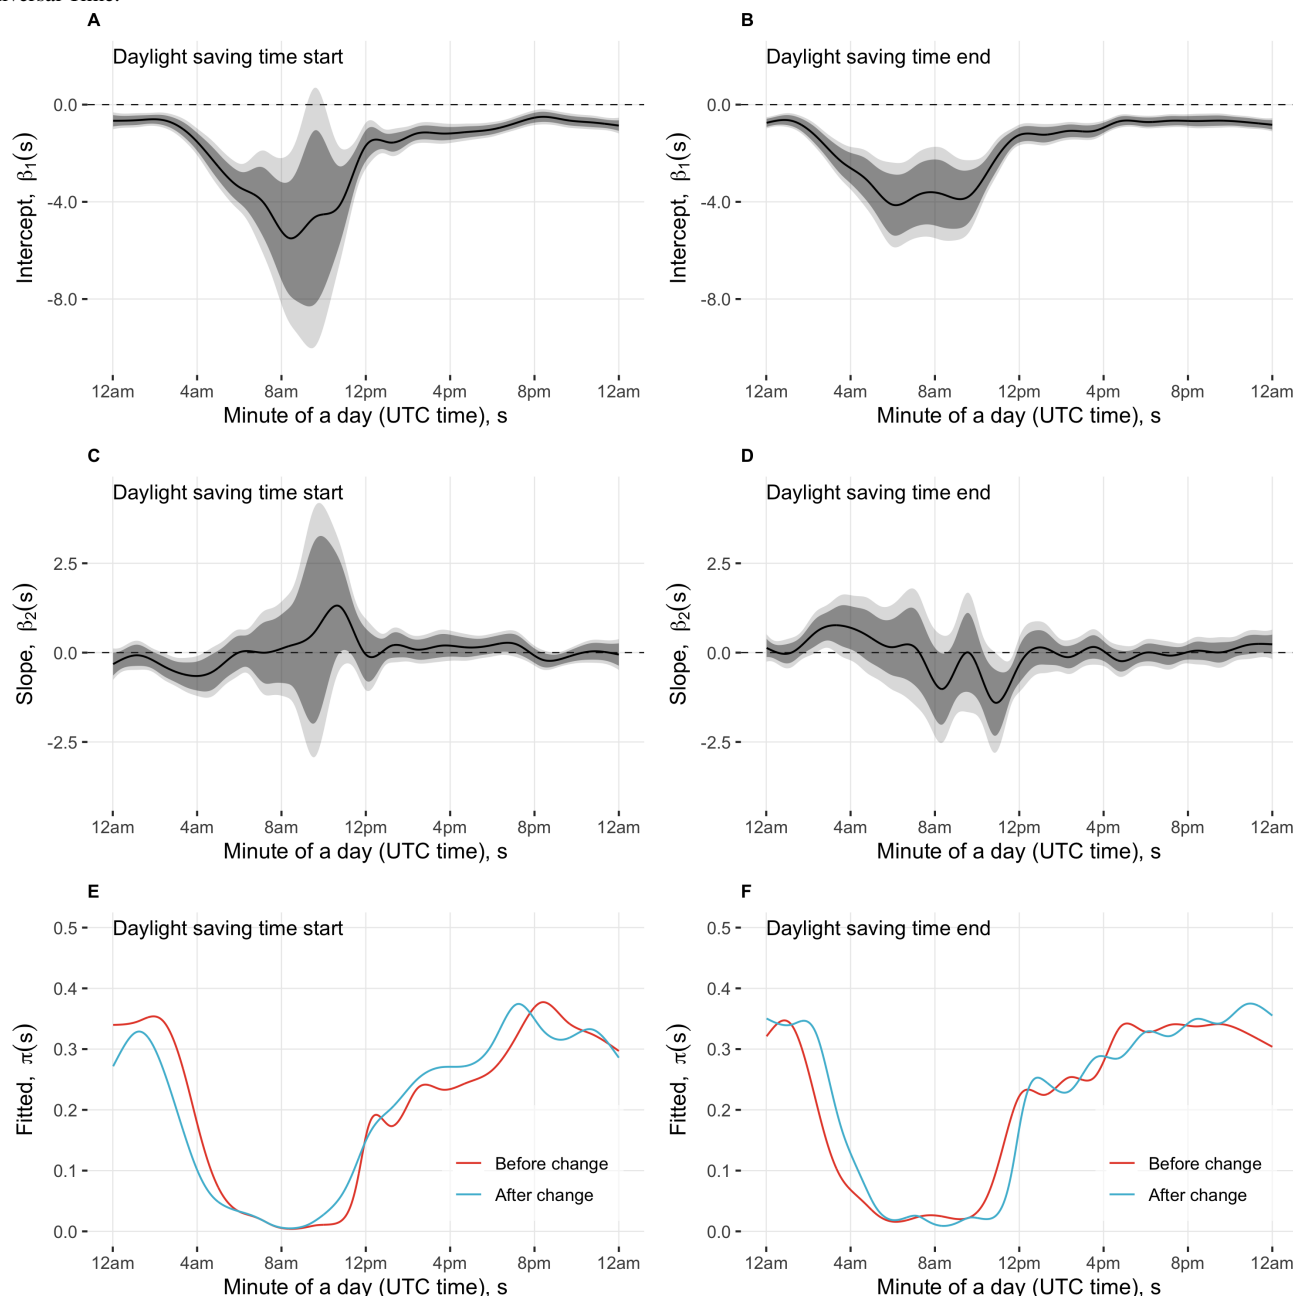 A
Daylight saving time start
0.0
-4.0
-8.0
Intercept, β1(s)
12am 4am 8am 12pm 4pm 8pm 12am
Minute of a day (UTC time), s
B
Daylight saving time end
0.0
-4.0
-8.0
Intercept, β1(s)
12am 4am 8am 12pm 4pm 8pm 12am
Minute of a day (UTC time), s
C
Daylight saving time start
2.5
0.0
-2.5
Slope, β2(s)
12am 4am 8am 12pm 4pm 8pm 12am
Minute of a day (UTC time), s
D
Daylight saving time end
2.5
0.0
-2.5
Slope, β2(s)
12am 4am 8am 12pm 4pm 8pm 12am
Minute of a day (UTC time), s
E
Daylight saving time start
0.5
0.4
0.3
0.2
0.1
0.0
Fitted, π(s)
Before change
After change
12am 4am 8am 12pm 4pm 8pm 12am
Minute of a day (UTC time), s
F
Daylight saving time end
0.5
0.4
0.3
0.2
0.1
0.0
Fitted, π(s)
Before change
After change
12am 4am 8am 12pm 4pm 8pm 12am
Minute of a day (UTC time), s